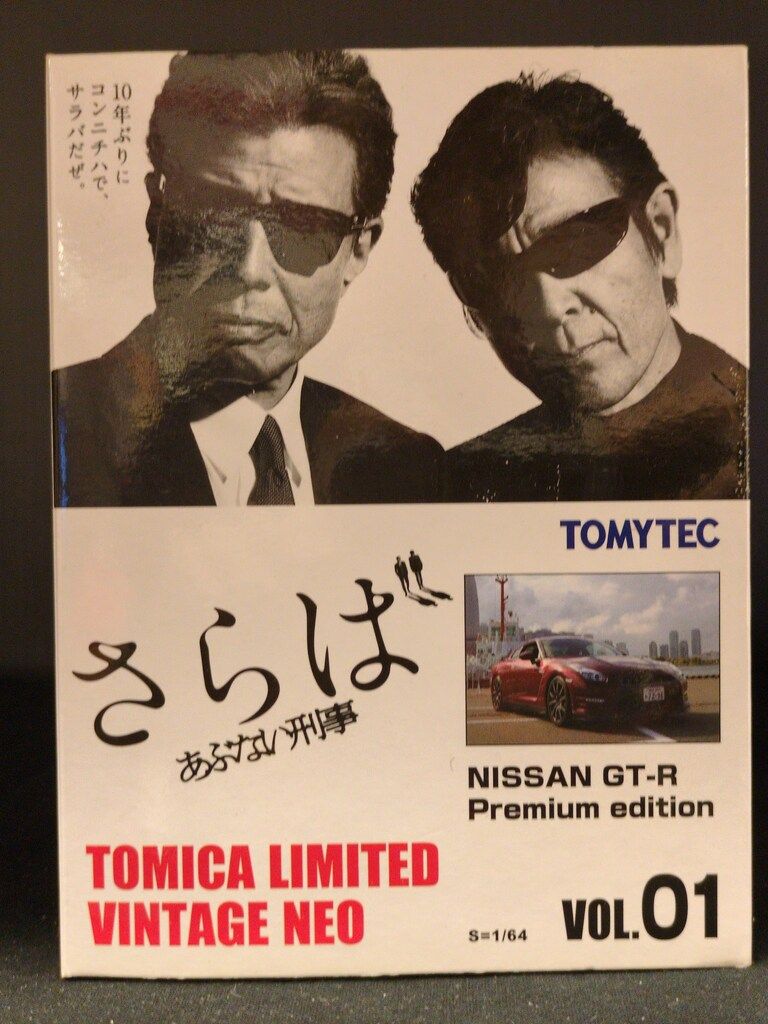 10年ぶりに
コンニチハで、
サラバだぜ。
TOMYTEC
さらば
あぶない刑事
NISSAN GT-R
Premium edition
TOMICA LIMITED
VINTAGE NEO
S=1/64
VOL.01